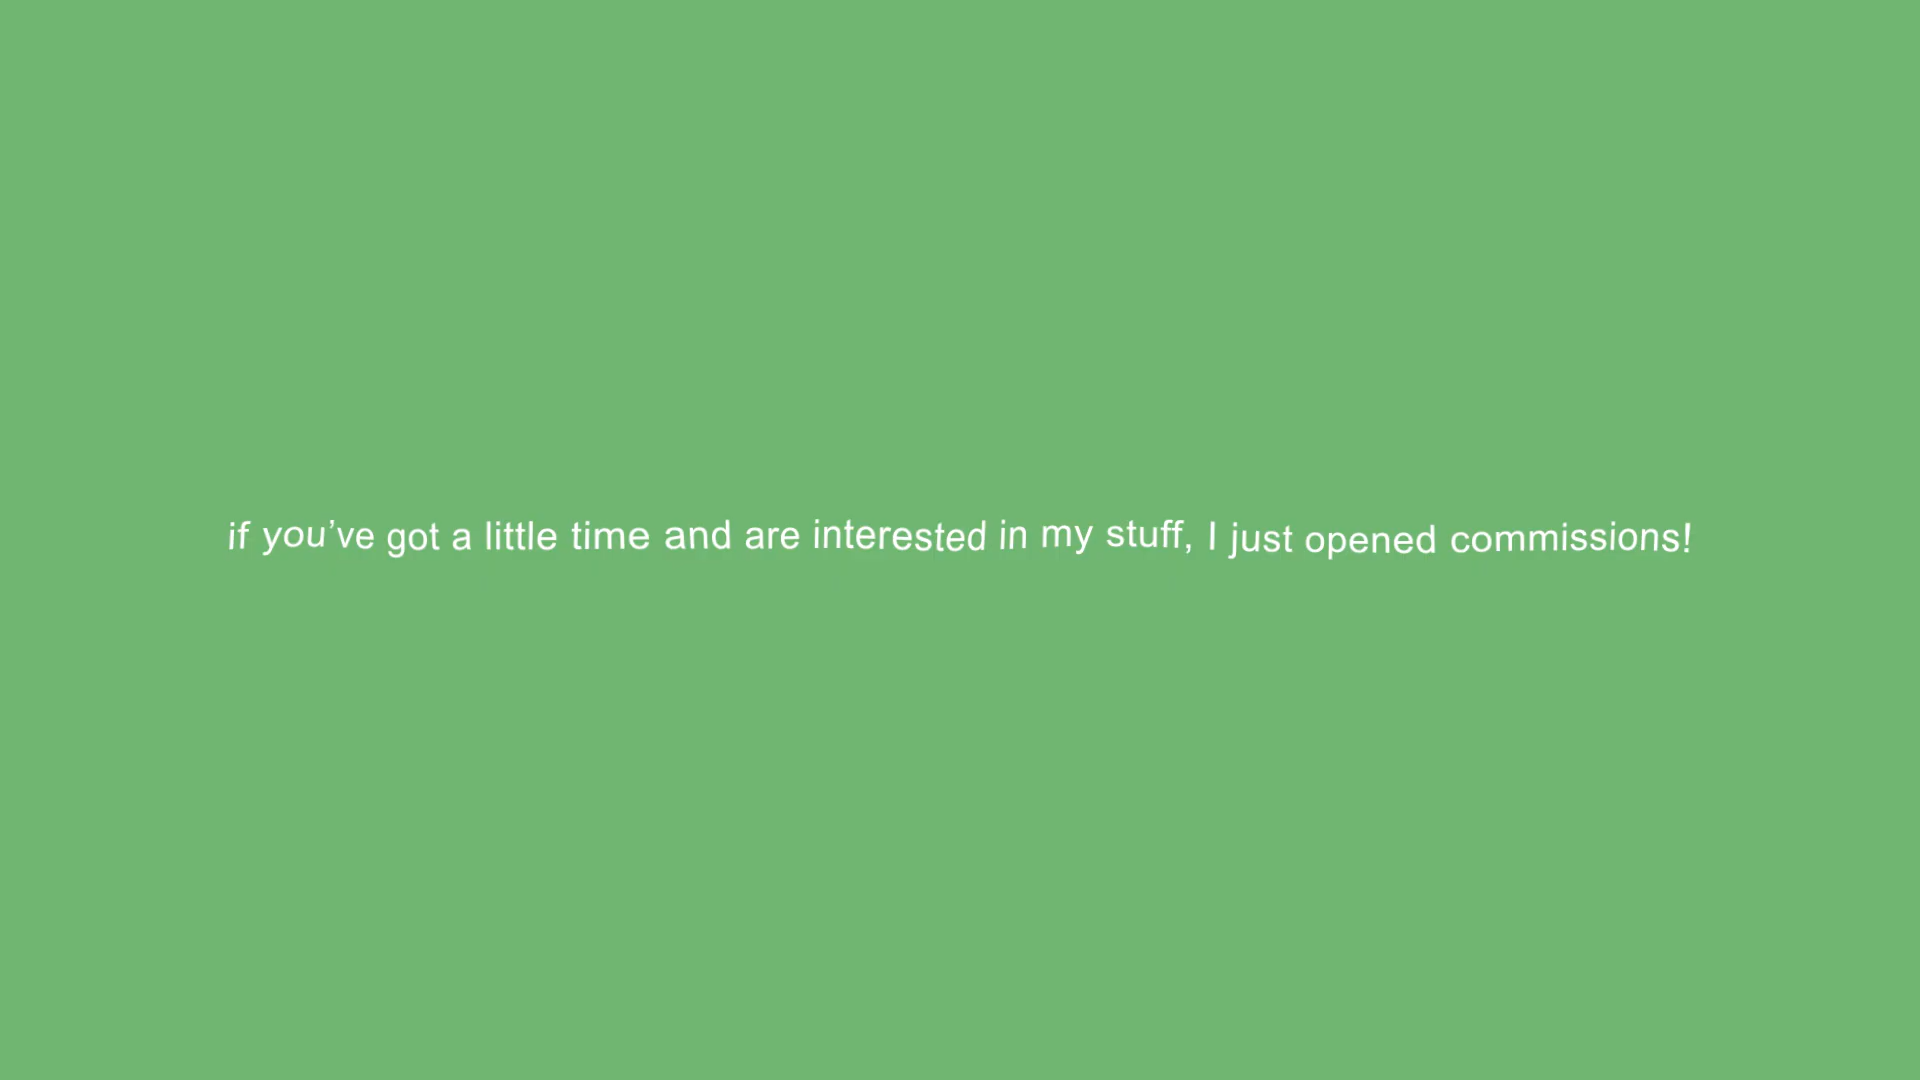 if you’ve got a little time and are interested in my stuff, I just opened commissions!